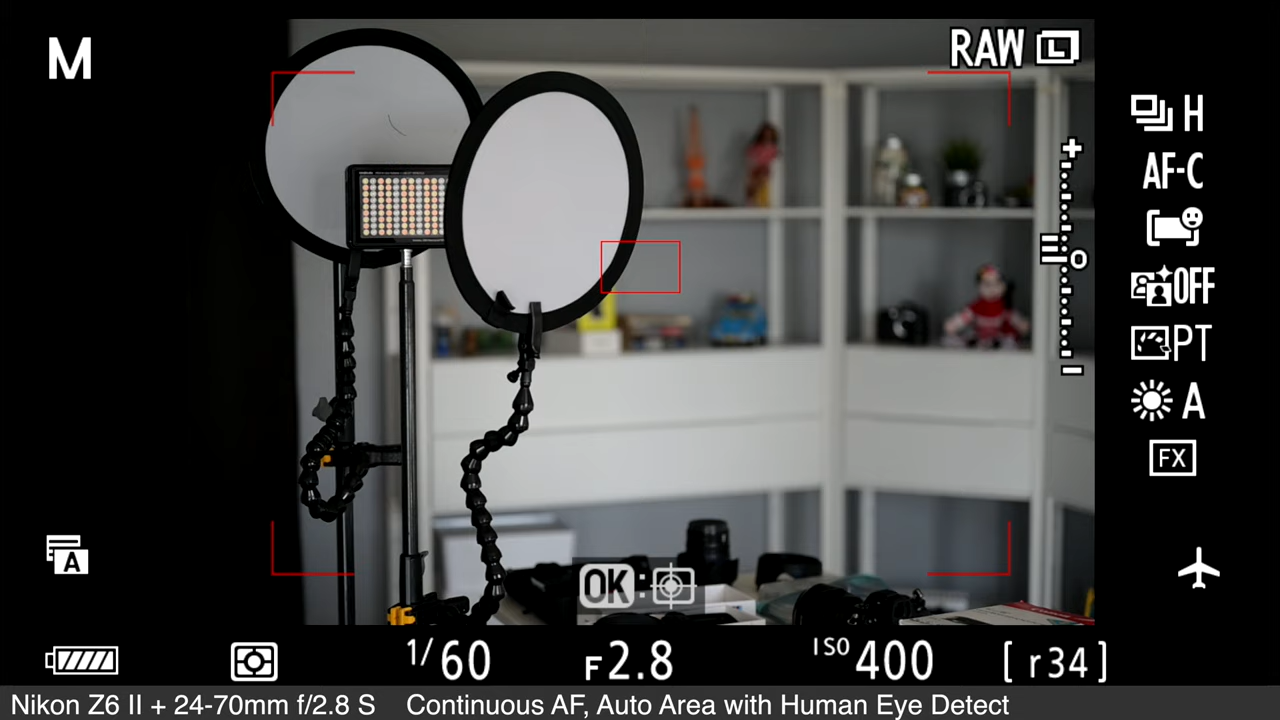 M
RAW L
H
AF-C
OFF
PT
A
FX
A
OK:
1/60 F2.8 ISO 400 [r34]
Nikon Z6 II + 24-70mm f/2.8 S Continuous AF, Auto Area with Human Eye Detect